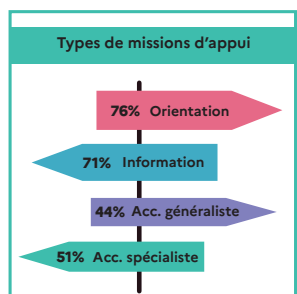 Types de missions d'appui
76% Orientation
71% Information
44% Acc. généraliste
51% Acc. spécialiste